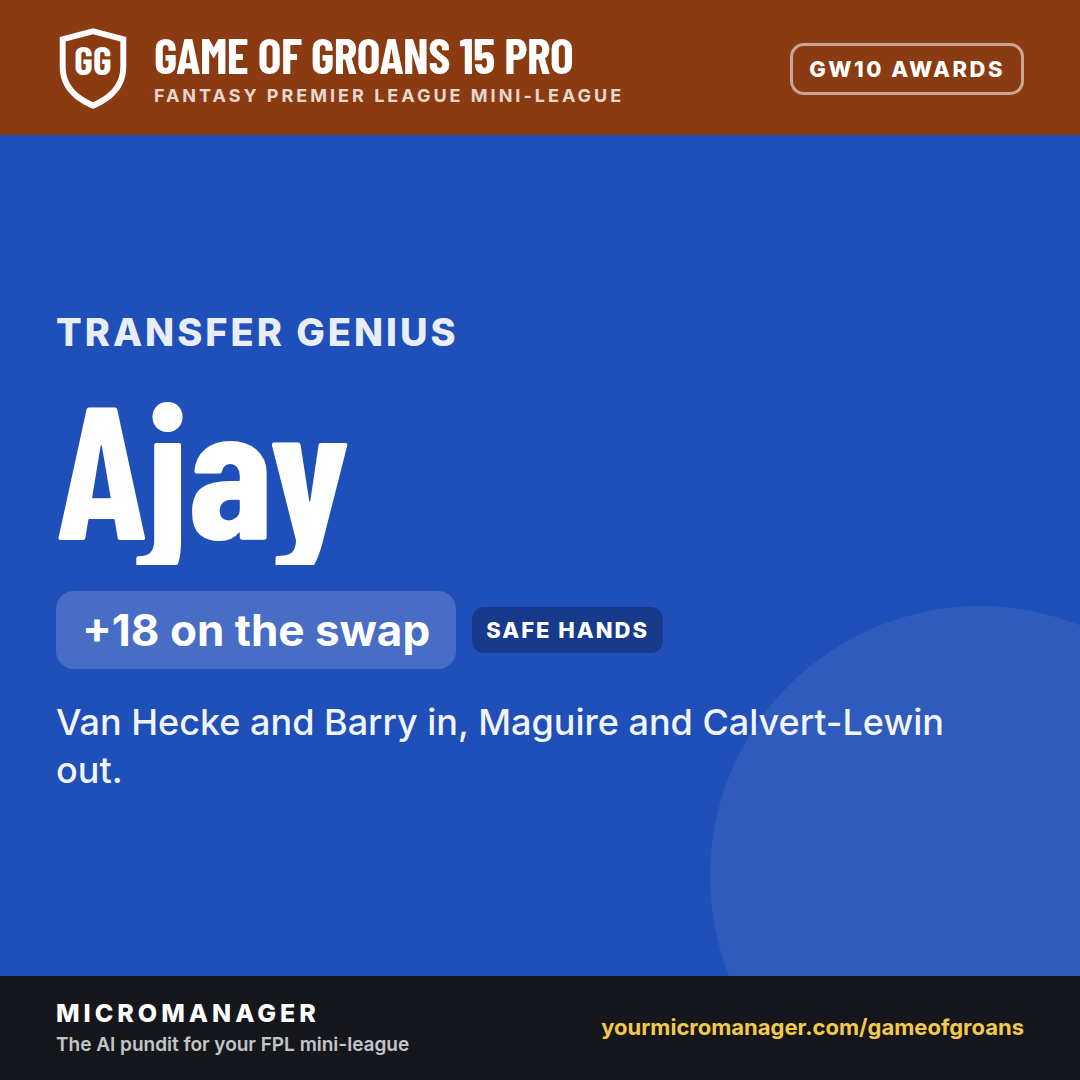 GG
GAME OF GROANS 15 PRO
FANTASY PREMIER LEAGUE MINI-LEAGUE
GW10 AWARDS
TRANSFER GENIUS
Ajay
+18 on the swap
SAFE HANDS
Van Hecke and Barry in, Maguire and Calvert-Lewin
out.
MICROMANAGER
The AI pundit for your FPL mini-league
yourmicromanager.com/gameofgroans